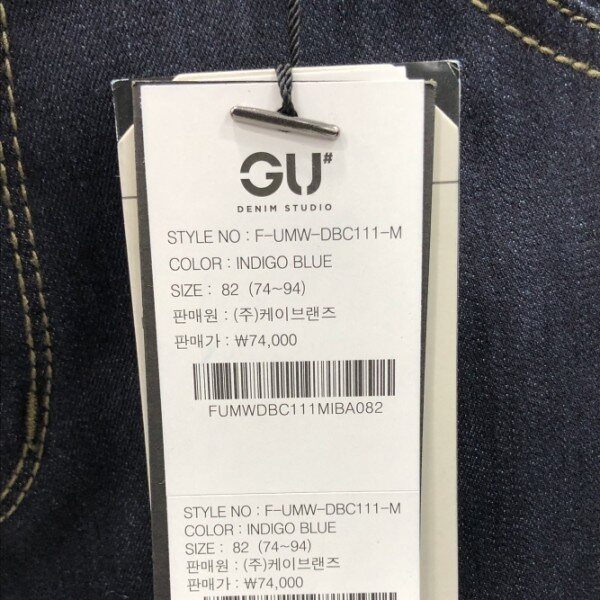 GU#
DENIM STUDIO
STYLE NO : F-UMW-DBC111-M
COLOR : INDIGO BLUE
SIZE : 82 (74~94)
판매원 : (주)케이브랜즈
판매가 : ₩74,000
FUMWDBC111MIBA082
STYLE NO : F-UMW-DBC111-M
COLOR : INDIGO BLUE
SIZE : 82 (74~94)
판매원 : (주)케이브랜즈
판매가 : ₩74,000